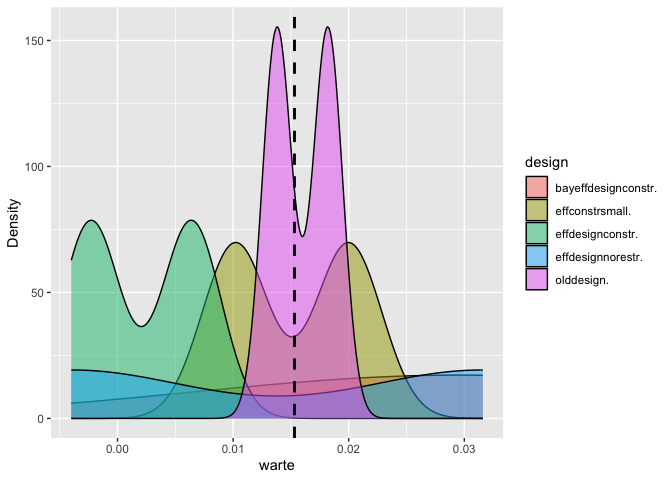 150
100
50
0
Density
0.00
0.01
0.02
0.03
warte
design
bayeffdesignconstr.
effconstrsmall.
effdesignconstr.
effdesignnorestr.
olddesign.